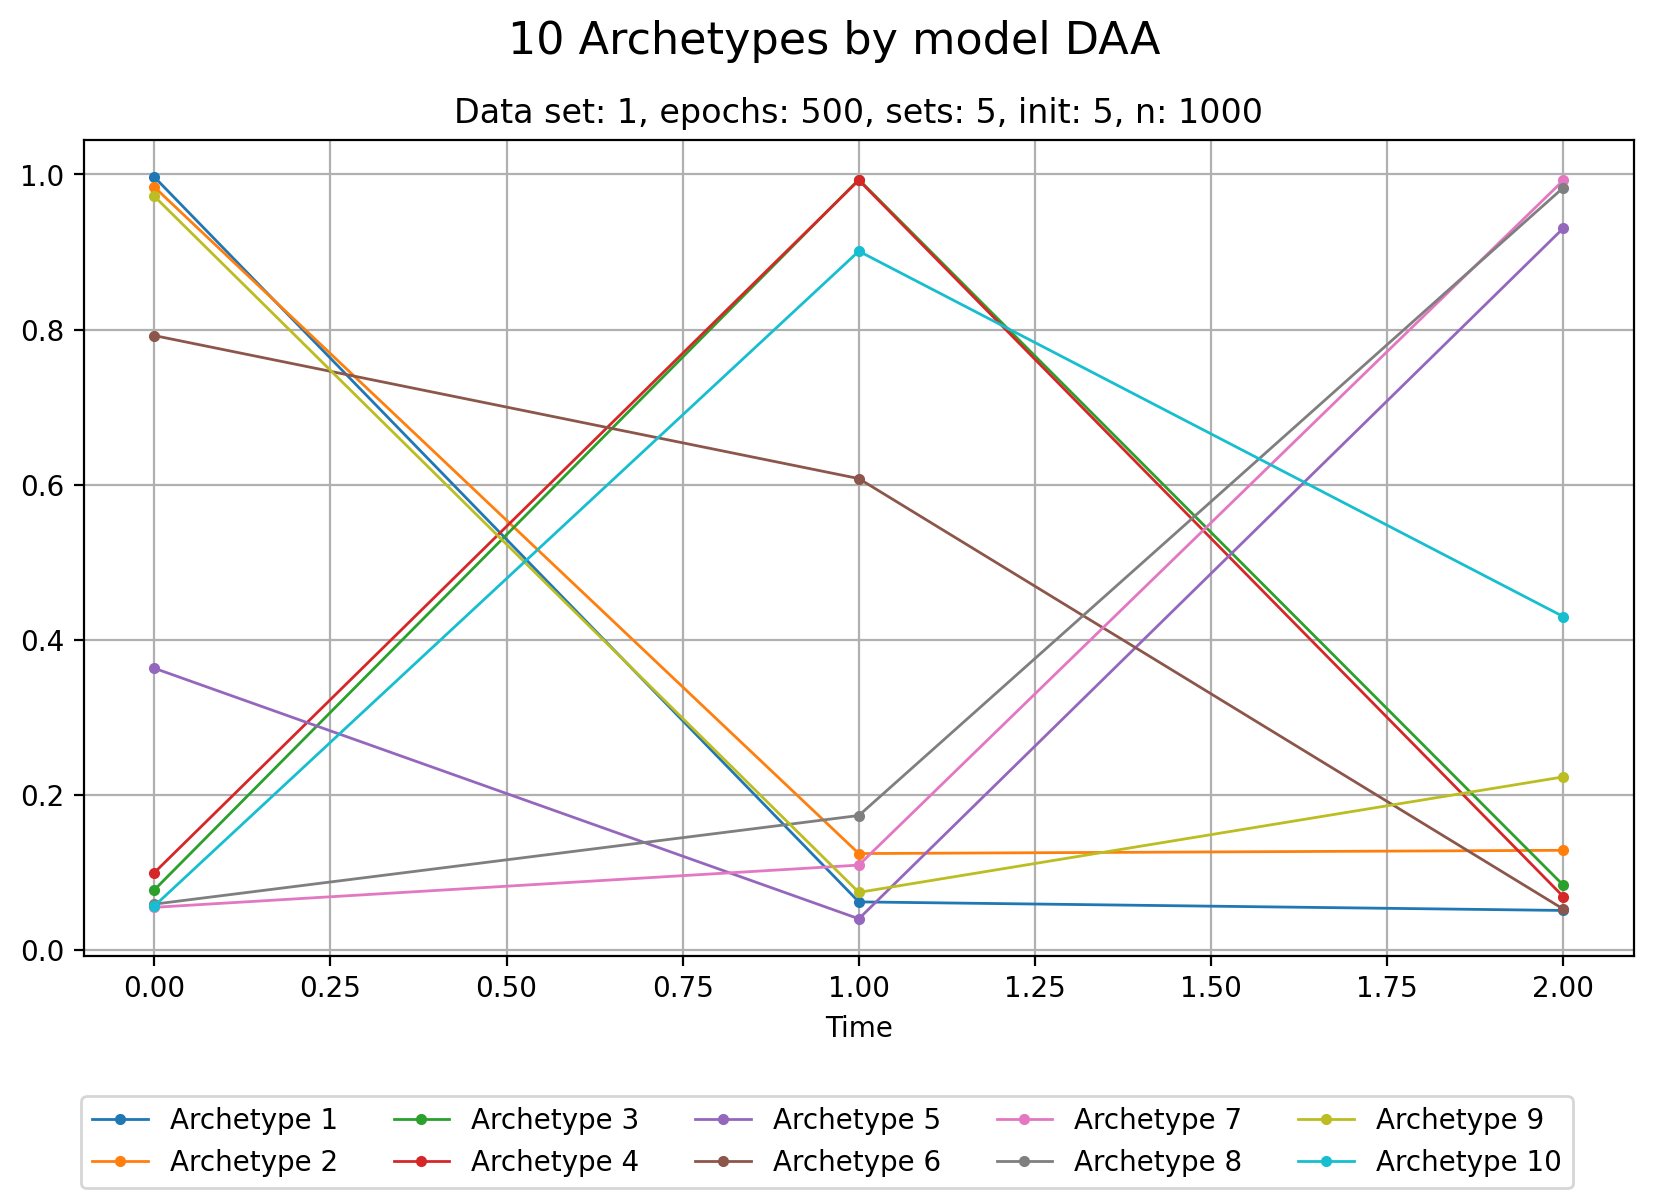 10 Archetypes by model DAA
Data set: 1, epochs: 500, sets: 5, init: 5, n: 1000
1.0
0.8
0.6
0.4
0.2
0.0
0.00 0.25 0.50 0.75 1.00 1.25 1.50 1.75 2.00
Time
Archetype 1 Archetype 3 Archetype 5 Archetype 7 Archetype 9
Archetype 2 Archetype 4 Archetype 6 Archetype 8 Archetype 10